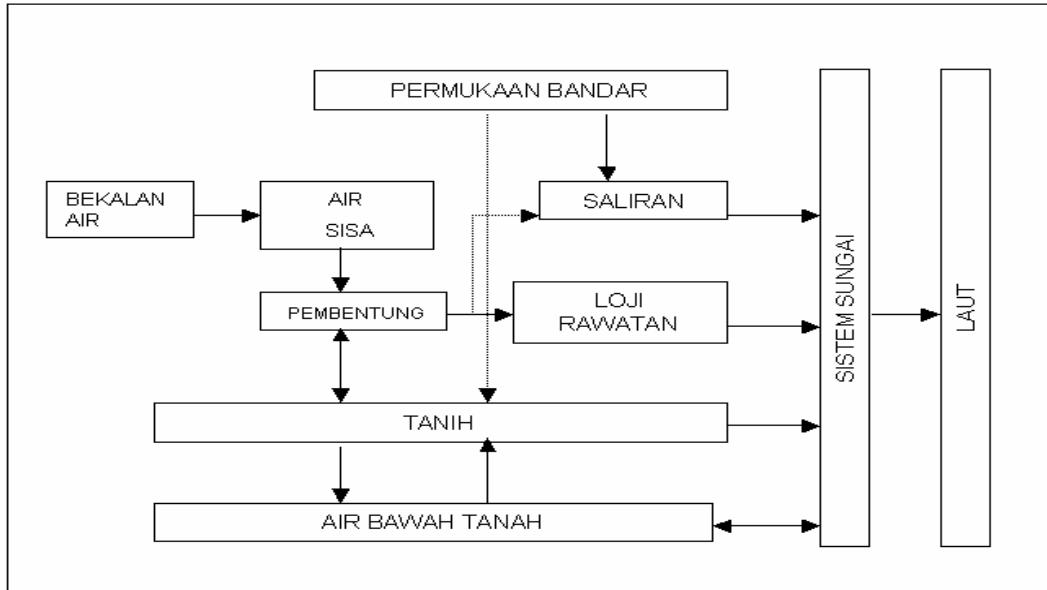 PERMUKAAN BANDAR
BEKALAN
AIR
AIR
SISA
SALIRAN
PEMBENTUNG
LOJI
RAWATAN
TANIH
AIR BAWAH TANAH
SISTEM SUNGAI
LAUT